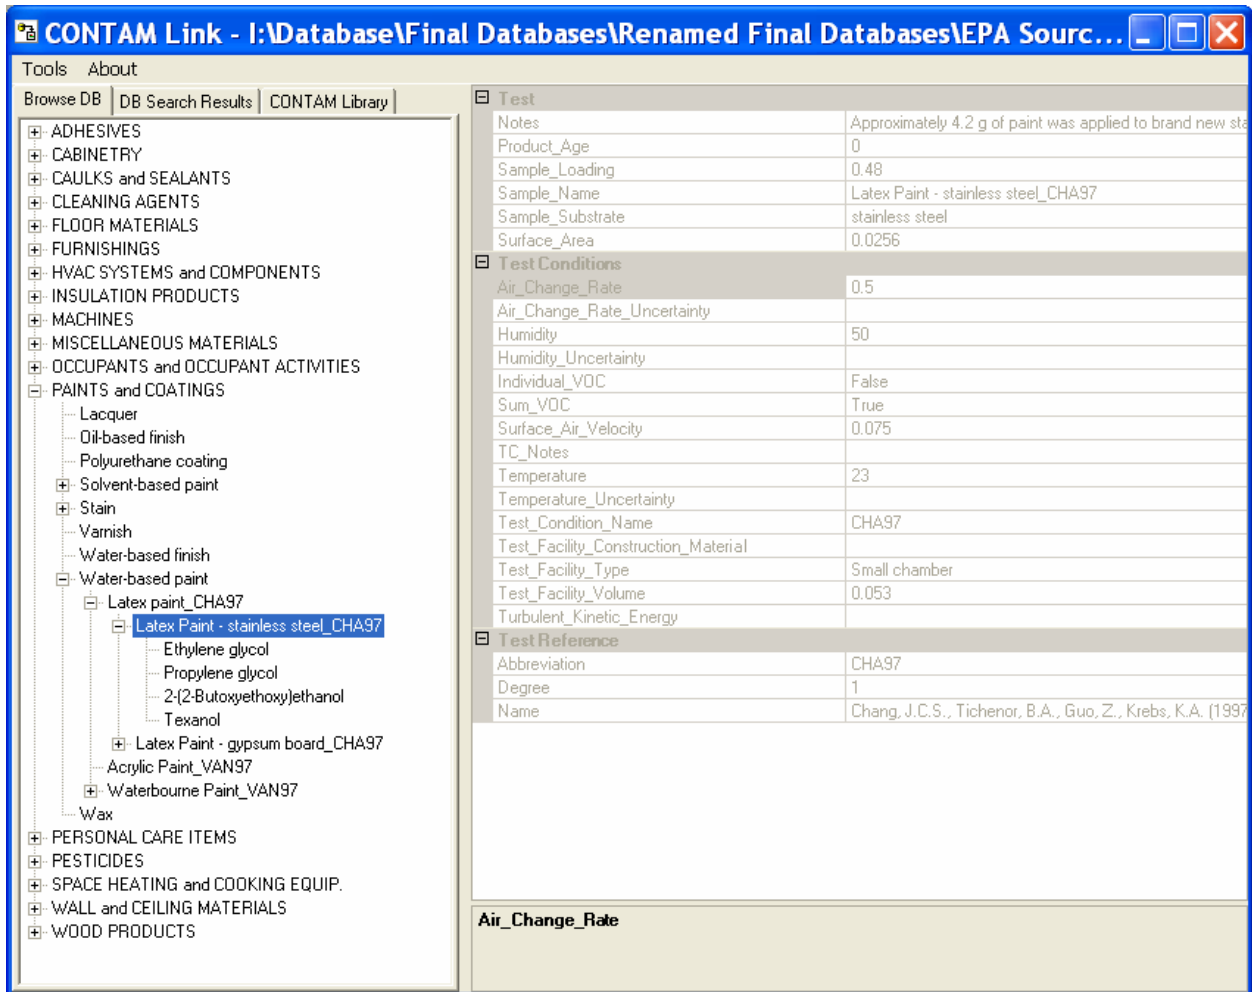 CONTAM Link - I:\Database\Final Databases\Renamed Final Databases\EPA Sourc...
Tools About
Browse DB DB Search Results CONTAM Library
ADHESIVES
CABINETRY
CAULKS and SEALANTS
CLEANING AGENTS
FLOOR MATERIALS
FURNISHINGS
HVAC SYSTEMS and COMPONENTS
INSULATION PRODUCTS
MACHINES
MISCELLANEOUS MATERIALS
OCCUPANTS and OCCUPANT ACTIVITIES
PAINTS and COATINGS
Lacquer
Oil-based finish
Polyurethane coating
Solvent-based paint
Stain
Varnish
Water-based finish
Water-based paint
Latex paint_CHA97
Latex Paint - stainless steel_CHA97
Ethylene glycol
Propylene glycol
2-(2-Butoxyethoxy)ethanol
Texanol
Latex Paint - gypsum board_CHA97
Acrylic Paint_VAN97
Waterbourne Paint_VAN97
Wax
PERSONAL CARE ITEMS
PESTICIDES
SPACE HEATING and COOKING EQUIP.
WALL and CEILING MATERIALS
WOOD PRODUCTS
Test
Notes Approximately 4.2 g of paint was applied to brand new sta
Product_Age 0
Sample_Loading 0.48
Sample_Name Latex Paint - stainless steel_CHA97
Sample_Substrate stainless steel
Surface_Area 0.0256
Test Conditions
Air_Change_Rate 0.5
Air_Change_Rate_Uncertainty
Humidity 50
Humidity_Uncertainty
Individual_VOC False
Sum_VOC True
Surface_Air_Velocity 0.075
TC_Notes
Temperature 23
Temperature_Uncertainty
Test_Condition_Name CHA97
Test_Facility_Construction_Material
Test_Facility_Type Small chamber
Test_Facility_Volume 0.053
Turbulent_Kinetic_Energy
Test Reference
Abbreviation CHA97
Degree 1
Name Chang, J.C.S., Tichenor, B.A., Guo, Z., Krebs, K.A. (1997
Air_Change_Rate